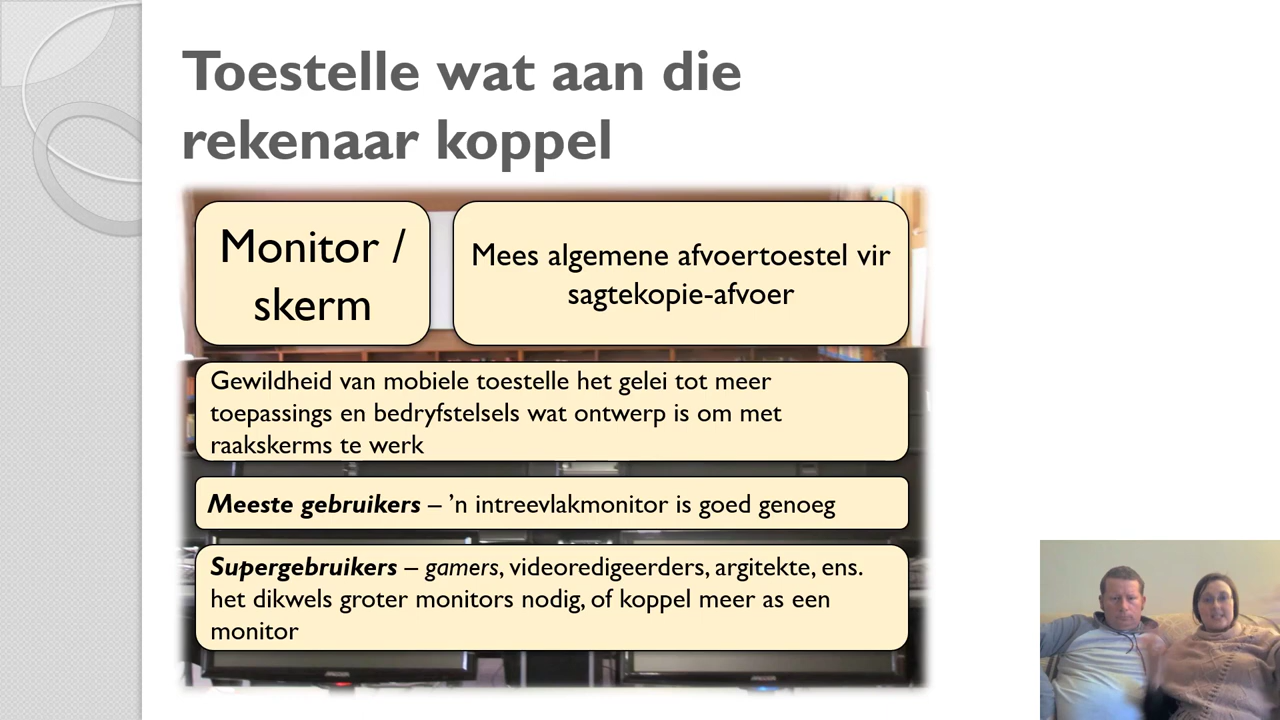 Toestelle wat aan die
rekenaar koppel
Monitor /
skerm
Mees algemene afvoertoestel vir
sagtekopie-afvoer
Gewildheid van mobiele toestelle het gelei tot meer
toepassings en bedryfstelsels wat ontwerp is om met
raakskerms te werk
Meeste gebruikers – ’n intreevlakmonitor is goed genoeg
Supergebruikers – gamers, videoredigeerders, argitekte, ens.
het dikwels groter monitors nodig, of koppel meer as een
monitor